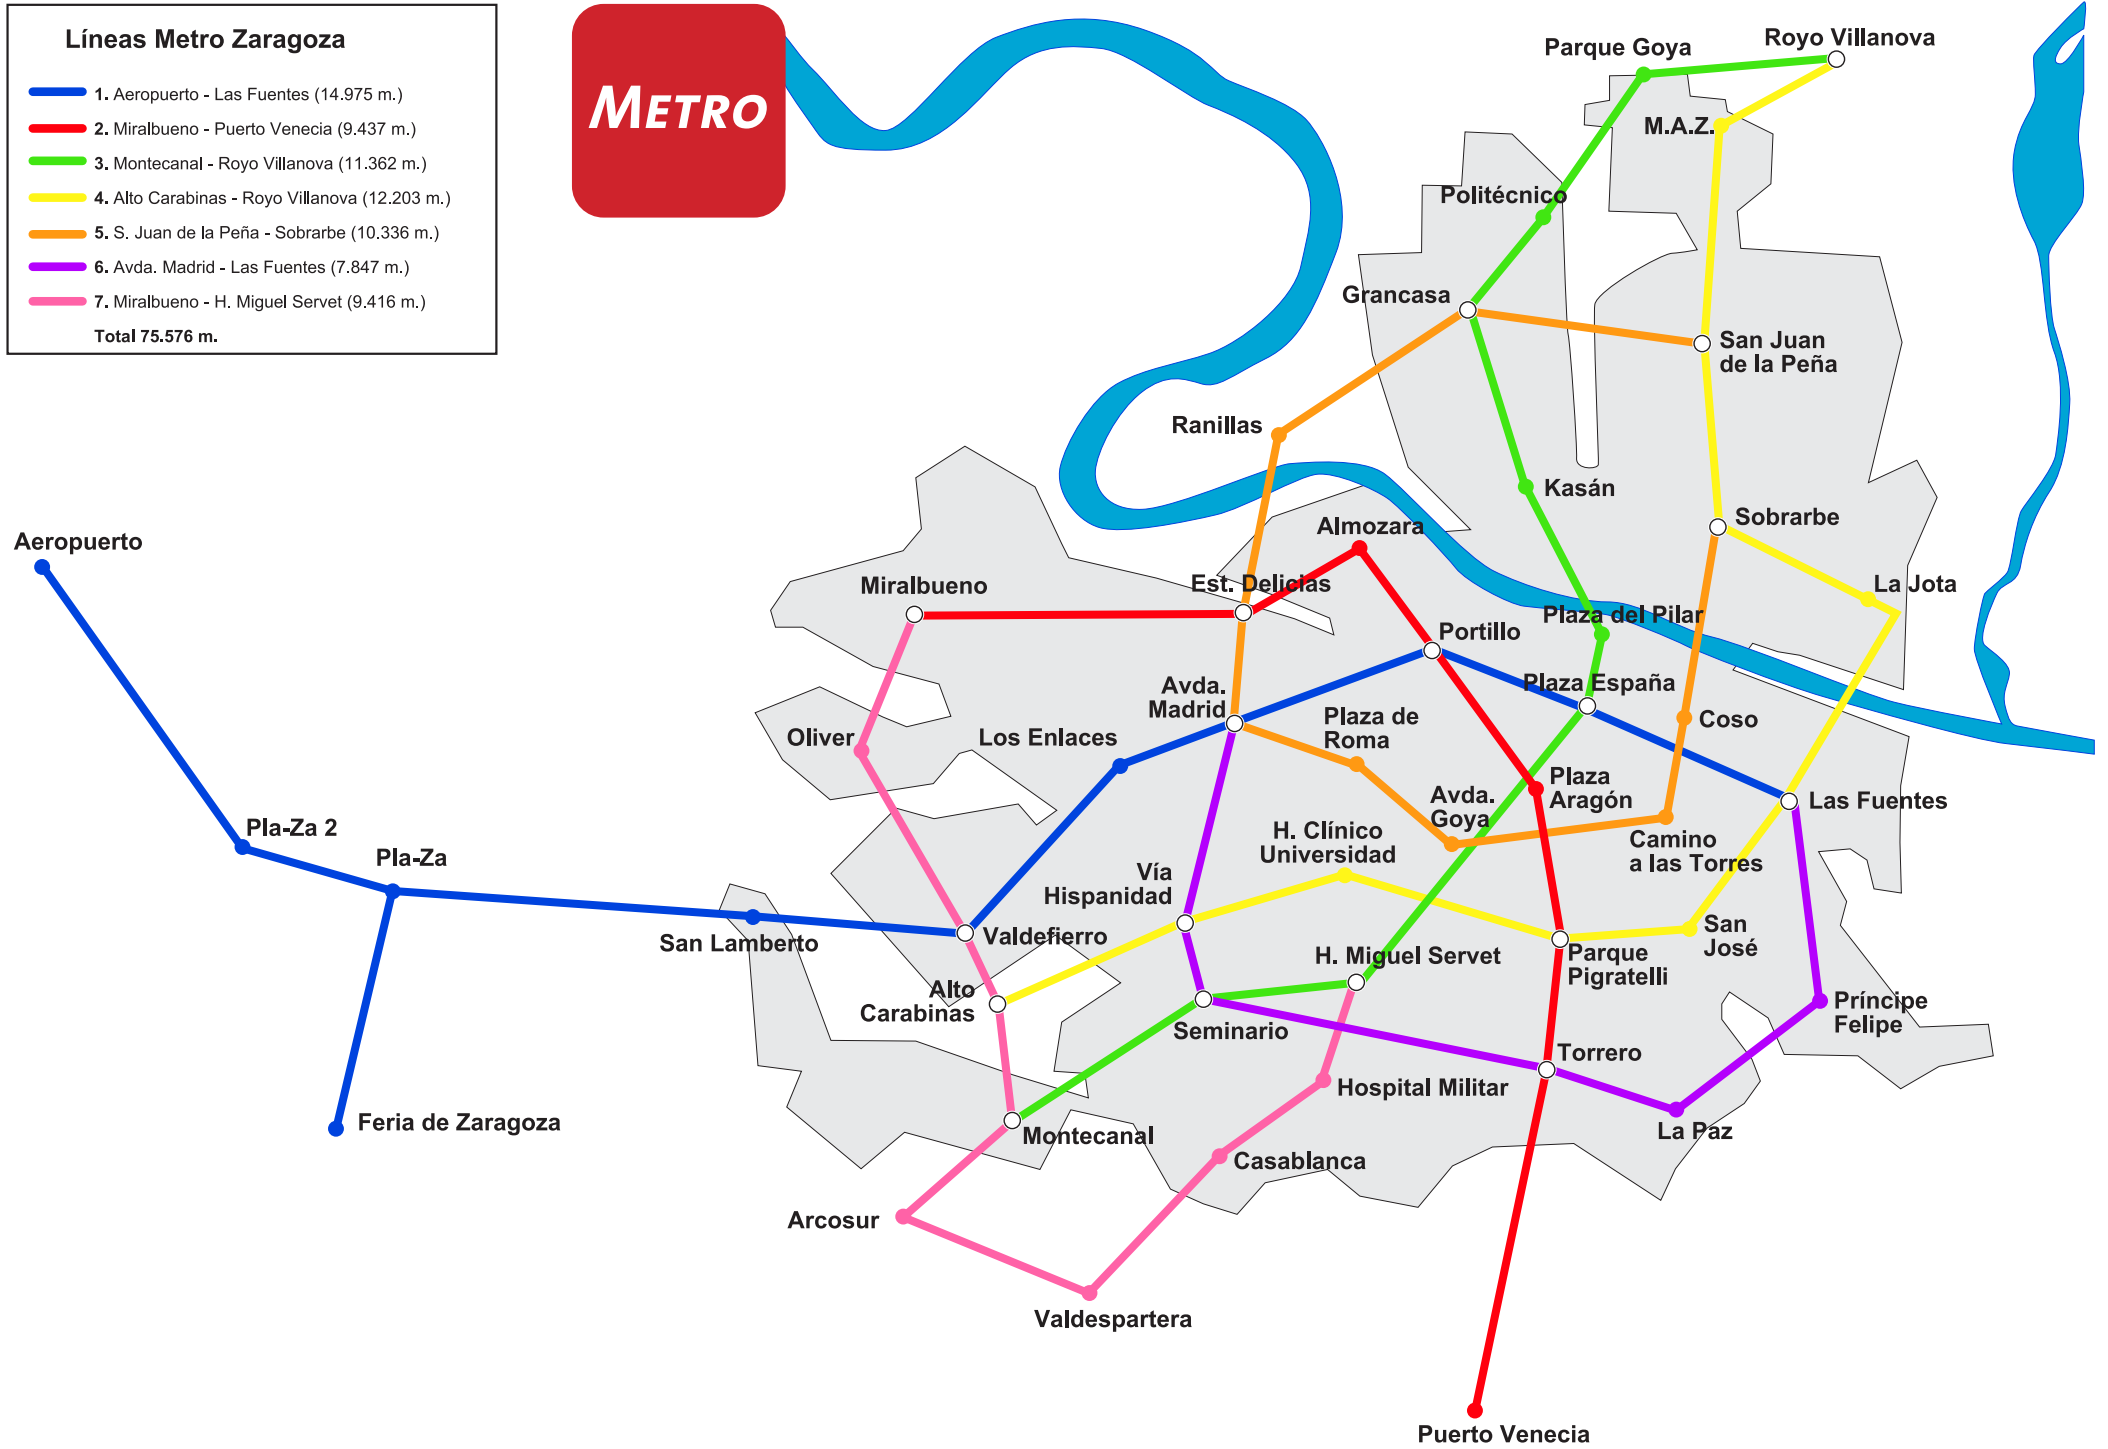 Líneas Metro Zaragoza
1. Aeropuerto - Las Fuentes (14.975 m.)
2. Miralbueno - Puerto Venecia (9.437 m.)
3. Montecanal - Royo Villanova (11.362 m.)
4. Alto Carabinas - Royo Villanova (12.203 m.)
5. S. Juan de la Peña - Sobrarbe (10.336 m.)
6. Avda. Madrid - Las Fuentes (7.847 m.)
7. Miralbueno - H. Miguel Servet (9.416 m.)
Total 75.576 m.
METRO
Parque Goya
Royo Villanova
M.A.Z.
Politécnico
Grancasa
San Juan
de la Peña
Ranillas
Kasán
Sobrarbe
Almozara
Aeropuerto
Miralbueno
Est. Delicias
La Jota
Plaza del Pilar
Portillo
Plaza España
Avda.
Madrid
Plaza de
Roma
Coso
Oliver
Los Enlaces
Plaza
Aragón
Avda.
Goya
Las Fuentes
Pla-Za 2
Pla-Za
H. Clínico
Universidad
Camino
a las Torres
Vía
Hispanidad
San Lamberto
Valdefierro
San
José
H. Miguel Servet
Parque
Pigratelli
Alto
Carabinas
Seminario
Príncipe
Felipe
Torrero
Hospital Militar
Feria de Zaragoza
Montecanal
La Paz
Casablanca
Arcosur
Valdespartera
Puerto Venecia